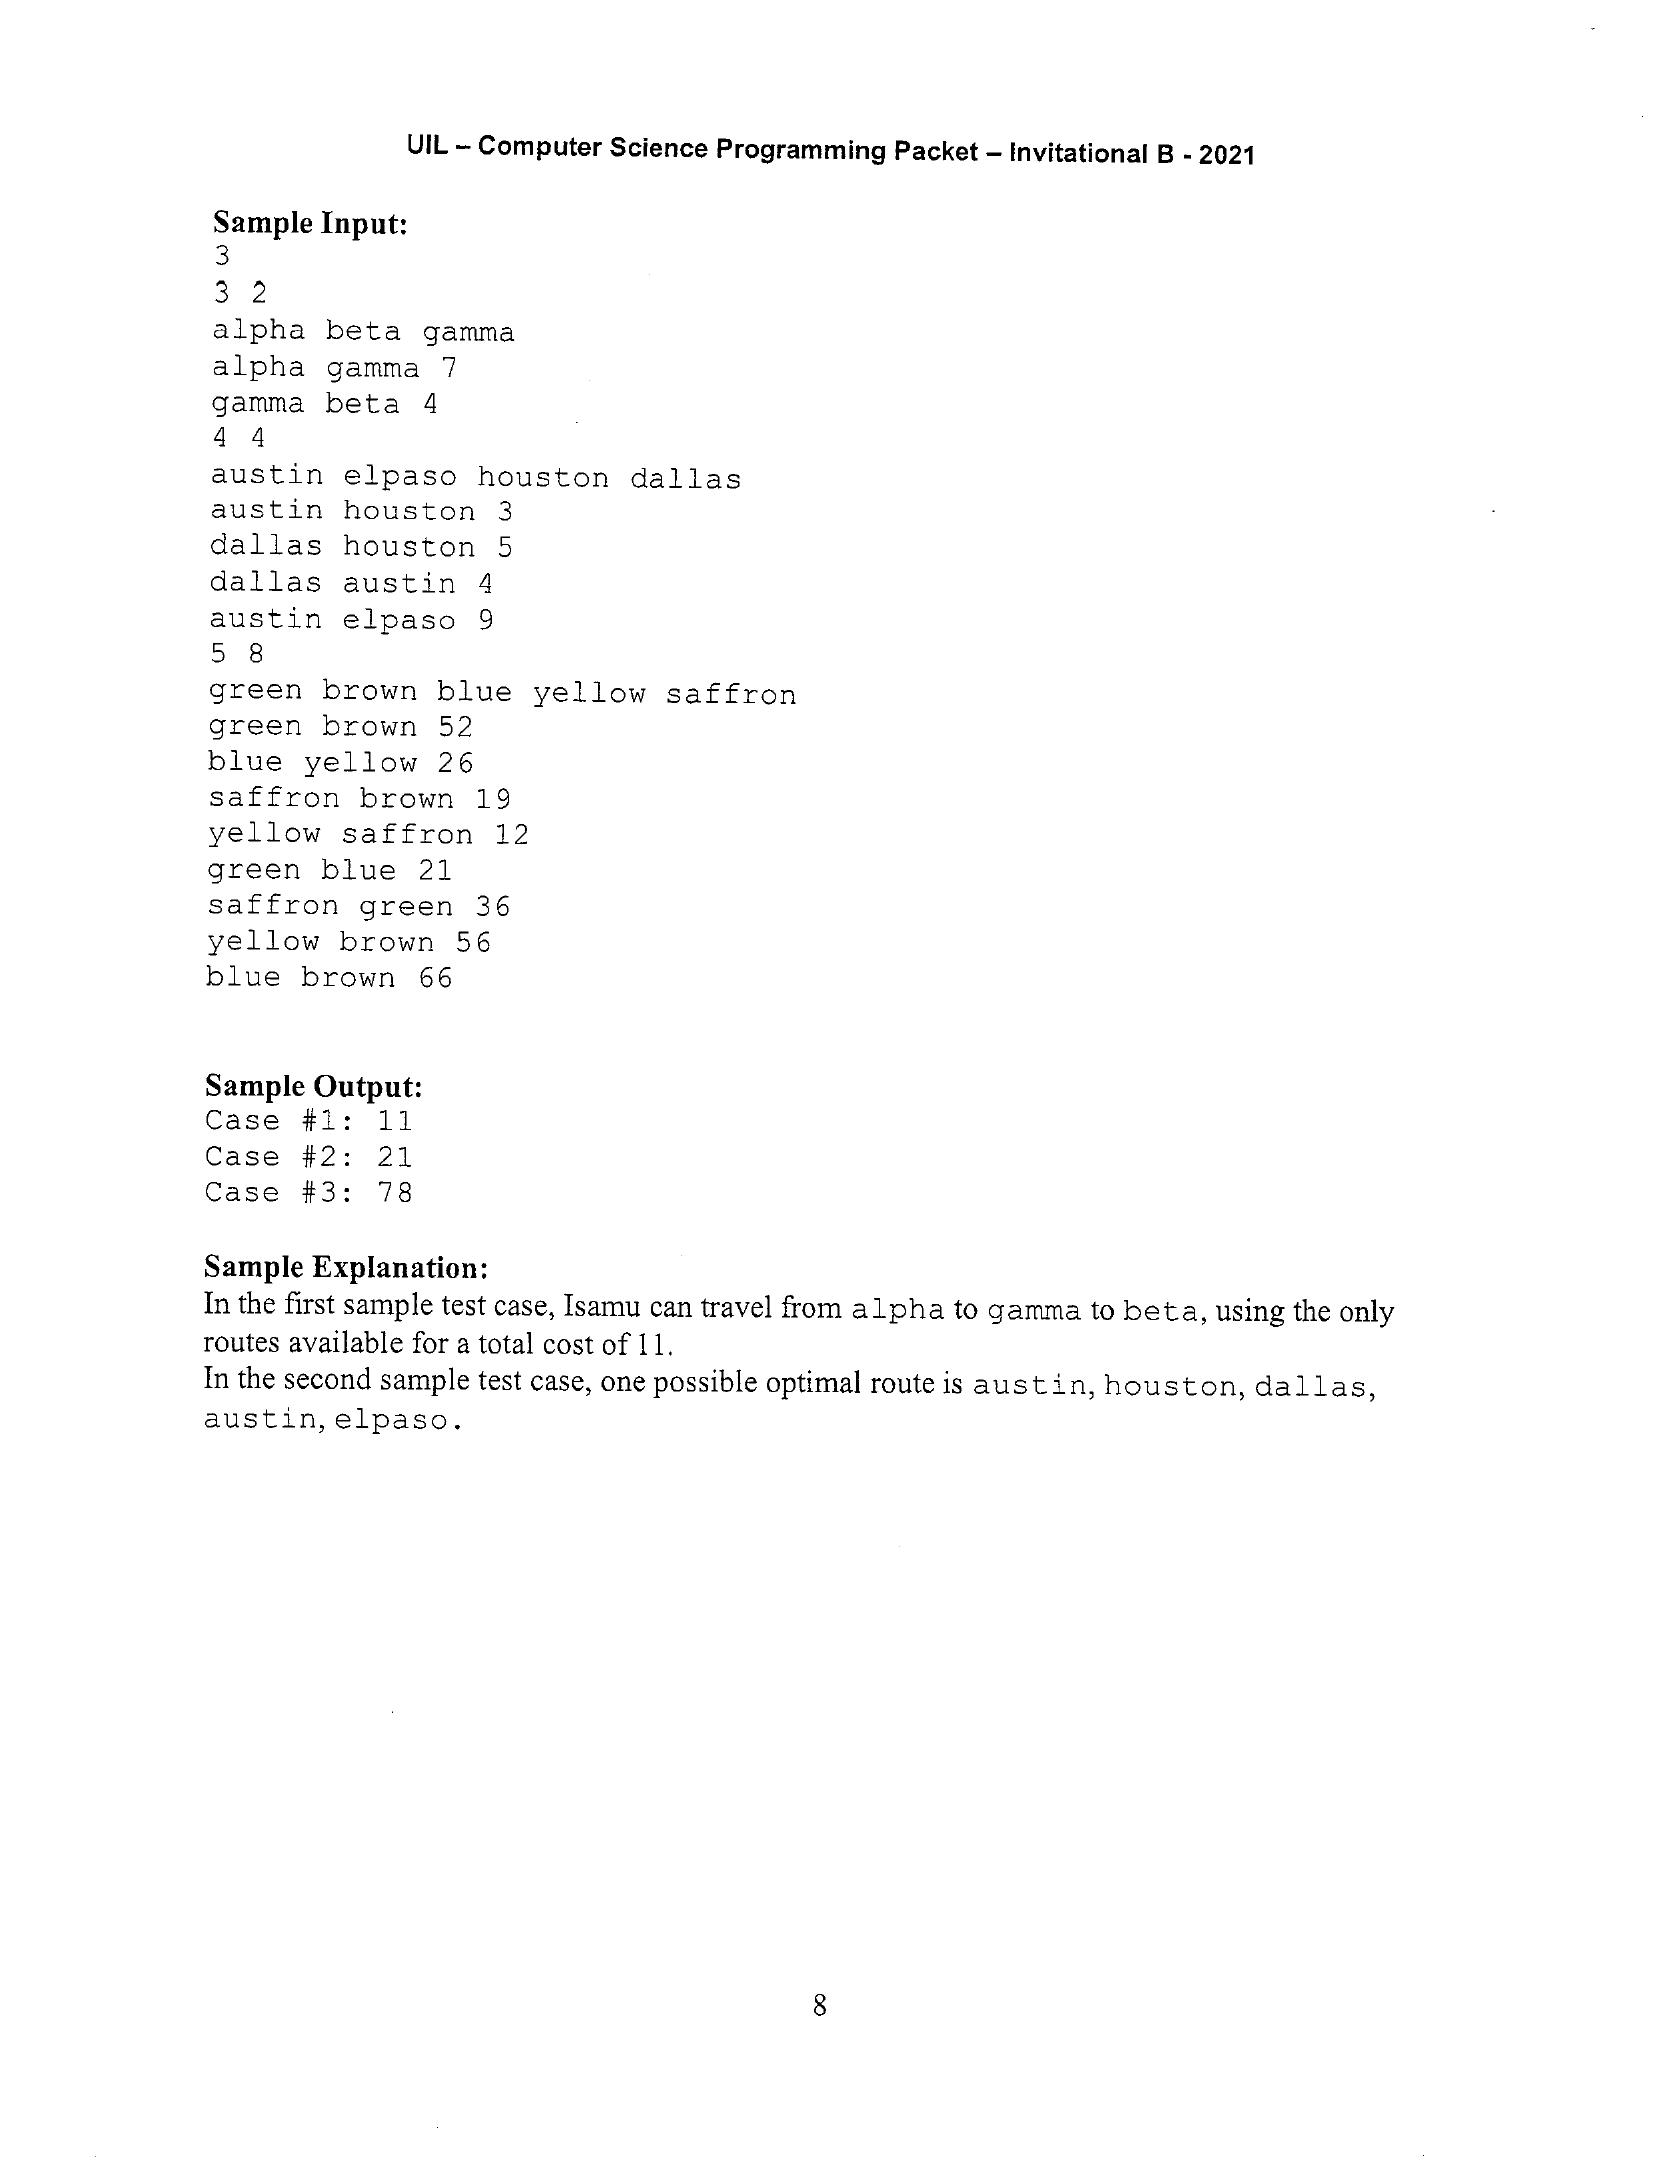 UIL – Computer Science Programming Packet – Invitational B - 2021
Sample Input:
3
3 2
alpha beta gamma
alpha gamma 7
gamma beta 4
4 4
austin elpaso houston dallas
austin houston 3
dallas houston 5
dallas austin 4
austin elpaso 9
5 8
green brown blue yellow saffron
green brown 52
blue yellow 26
saffron brown 19
yellow saffron 12
green blue 21
saffron green 36
yellow brown 56
blue brown 66
Sample Output:
Case #1: 11
Case #2: 21
Case #3: 78
Sample Explanation:
In the first sample test case, Isamu can travel from alpha to gamma to beta, using the only
routes available for a total cost of 11.
In the second sample test case, one possible optimal route is austin, houston, dallas,
austin, elpaso.
8